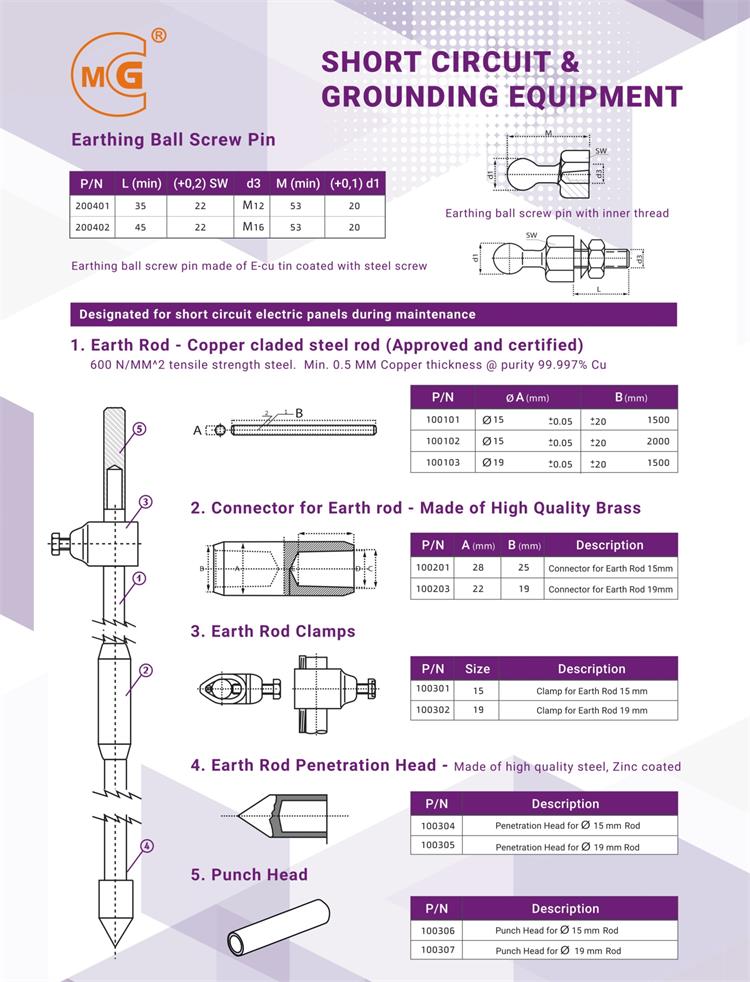 MCG ®
SHORT CIRCUIT &
GROUNDING EQUIPMENT
Earthing Ball Screw Pin
P/N L (min) (+0,2) SW d3 M (min) (+0,1) d1
200401 35 22 M12 53 20
200402 45 22 M16 53 20
Earthing ball screw pin made of E-cu tin coated with steel screw
M
SW
d1
d3
Earthing ball screw pin with inner thread
SW
d1
d3
L
Designated for short circuit electric panels during maintenance
1. Earth Rod - Copper claded steel rod (Approved and certified)
600 N/MM^2 tensile strength steel. Min. 0.5 MM Copper thickness @ purity 99.997% Cu
5
3
1
2
4
A
2
1
B
P/N Ø A (mm) B (mm)
100101 Ø 15 ±0.05 ±20 1500
100102 Ø 15 ±0.05 ±20 2000
100103 Ø 19 ±0.05 ±20 1500
2. Connector for Earth rod - Made of High Quality Brass
B A D C
P/N A (mm) B (mm) Description
100201 28 25 Connector for Earth Rod 15mm
100203 22 19 Connector for Earth Rod 19mm
3. Earth Rod Clamps
P/N Size Description
100301 15 Clamp for Earth Rod 15 mm
100302 19 Clamp for Earth Rod 19 mm
4. Earth Rod Penetration Head - Made of high quality steel, Zinc coated
P/N Description
100304 Penetration Head for Ø 15 mm Rod
100305 Penetration Head for Ø 19 mm Rod
5. Punch Head
P/N Description
100306 Punch Head for Ø 15 mm Rod
100307 Punch Head for Ø 19 mm Rod